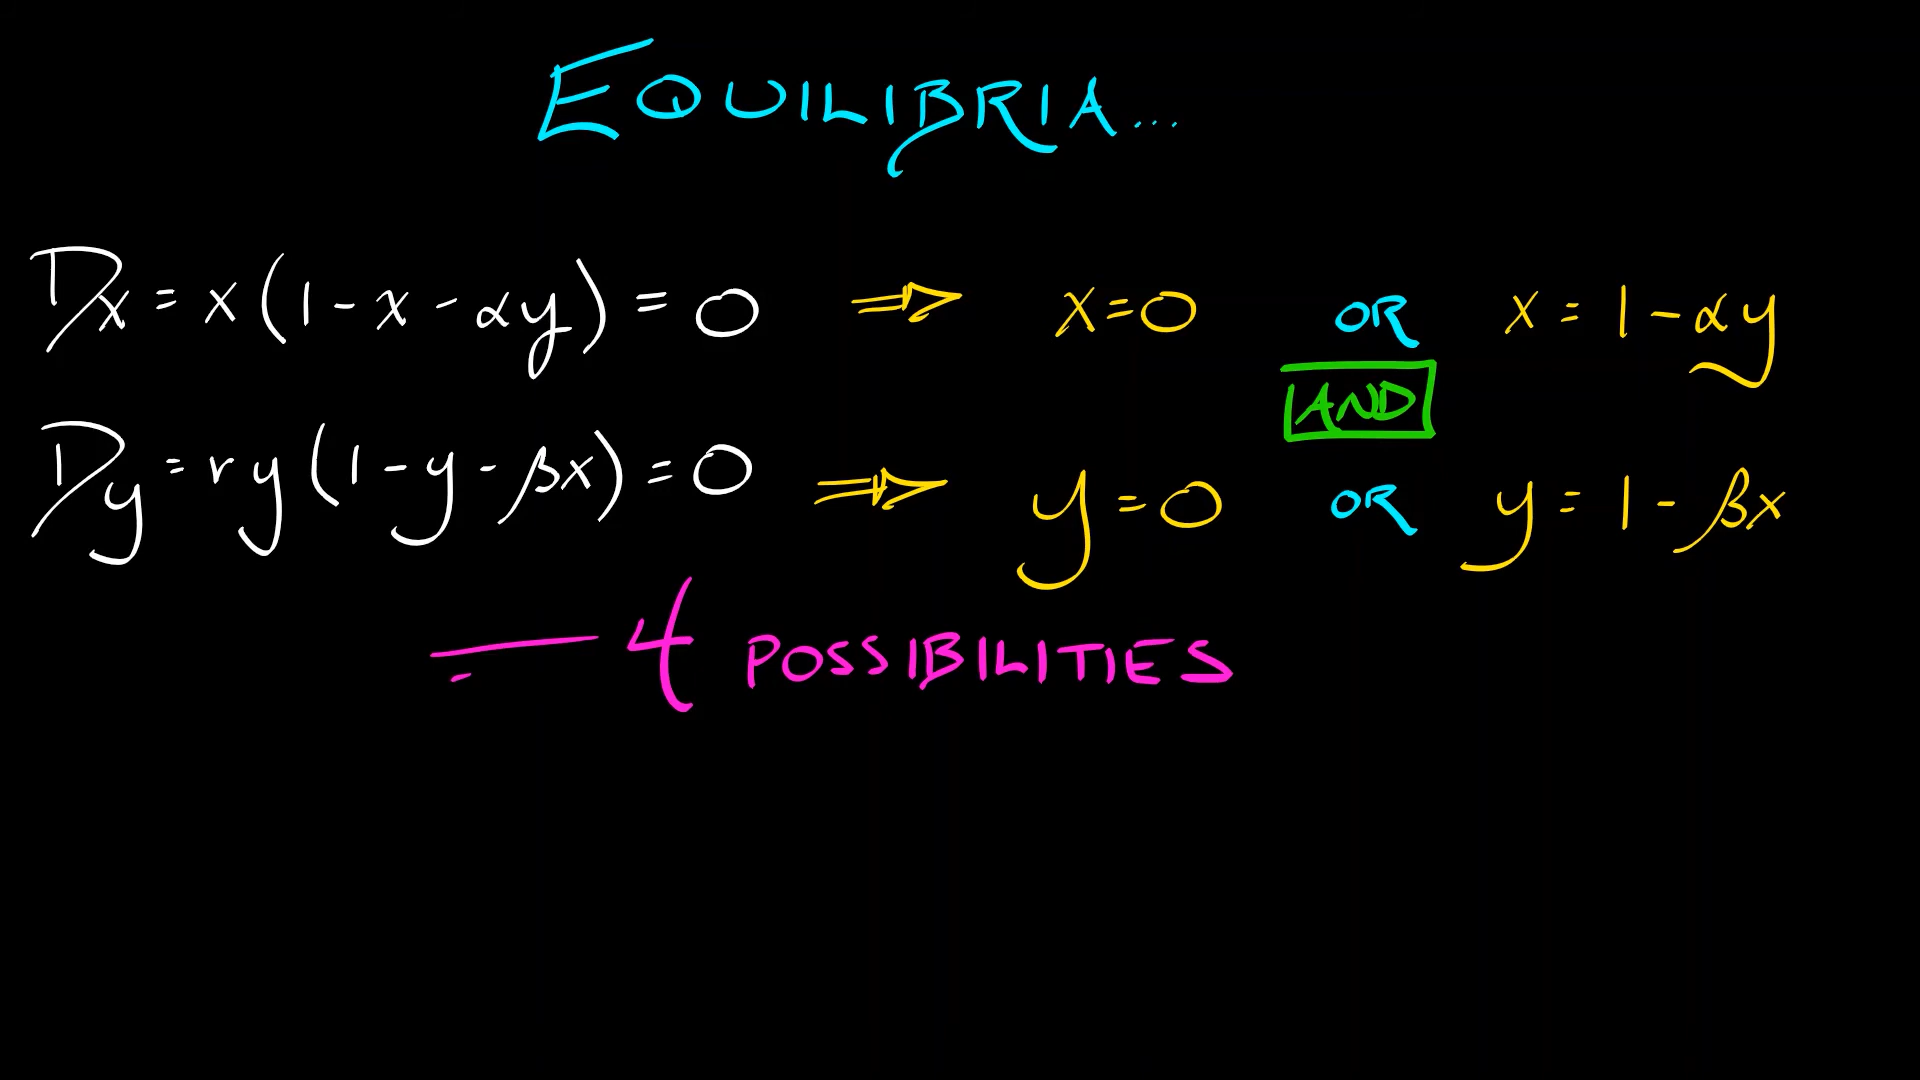 EQUILIBRIA...
Dx = x(1 - x - αy) = 0 ⇒ x = 0 OR x = 1 - αy
AND
Dy = ry(1 - y - βx) = 0 ⇒ y = 0 OR y = 1 - βx
4 POSSIBILITIES